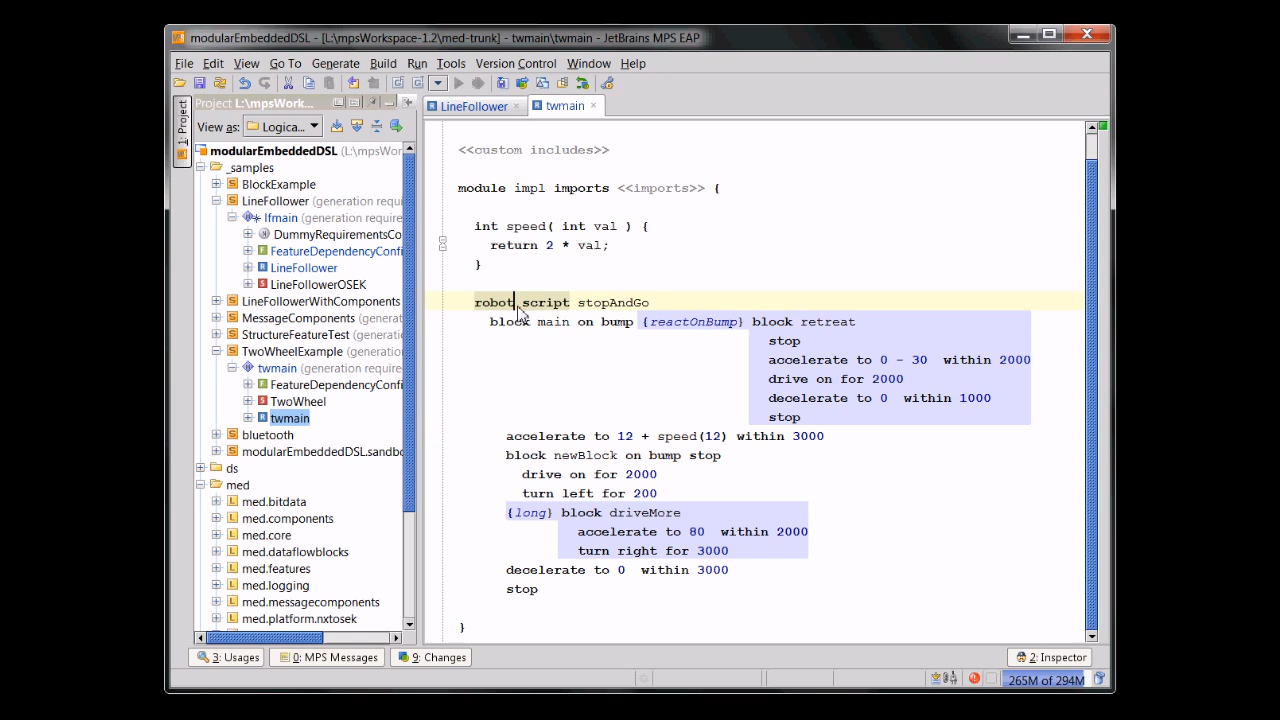 modularEmbeddedDSL - [L:\mpsWorkspace-1.2\med-trunk] - twmain\twmain - JetBrains MPS EAP
File Edit View Go To Generate Build Run Tools Version Control Window Help
Project L:\mpsWork...
1: Project
View as: Logica...
modularEmbeddedDSL (L:\mpsWor
_samples
BlockExample
LineFollower (generation requi
lfmain (generation require
DummyRequirementsCo
FeatureDependencyConfi
LineFollower
LineFollowerOSEK
LineFollowerWithComponents
MessageComponents (genera
StructureFeatureTest (genera
TwoWheelExample (generation
twmain (generation require
FeatureDependencyConfi
TwoWheel
twmain
bluetooth
modularEmbeddedDSL.sandbo
ds
med
med.bitdata
med.components
med.core
med.dataflowblocks
med.features
med.logging
med.messagecomponents
med.platform.nxtosek
LineFollower
twmain
<<custom includes>>
module impl imports <<imports>> {
int speed( int val ) {
return 2 * val;
}
robot script stopAndGo
block main on bump {reactOnBump} block retreat
stop
accelerate to 0 - 30 within 2000
drive on for 2000
decelerate to 0 within 1000
stop
accelerate to 12 + speed(12) within 3000
block newBlock on bump stop
drive on for 2000
turn left for 200
{long} block driveMore
accelerate to 80 within 2000
turn right for 3000
decelerate to 0 within 3000
stop
}
3: Usages 0: MPS Messages 9: Changes 2: Inspector
265M of 294M